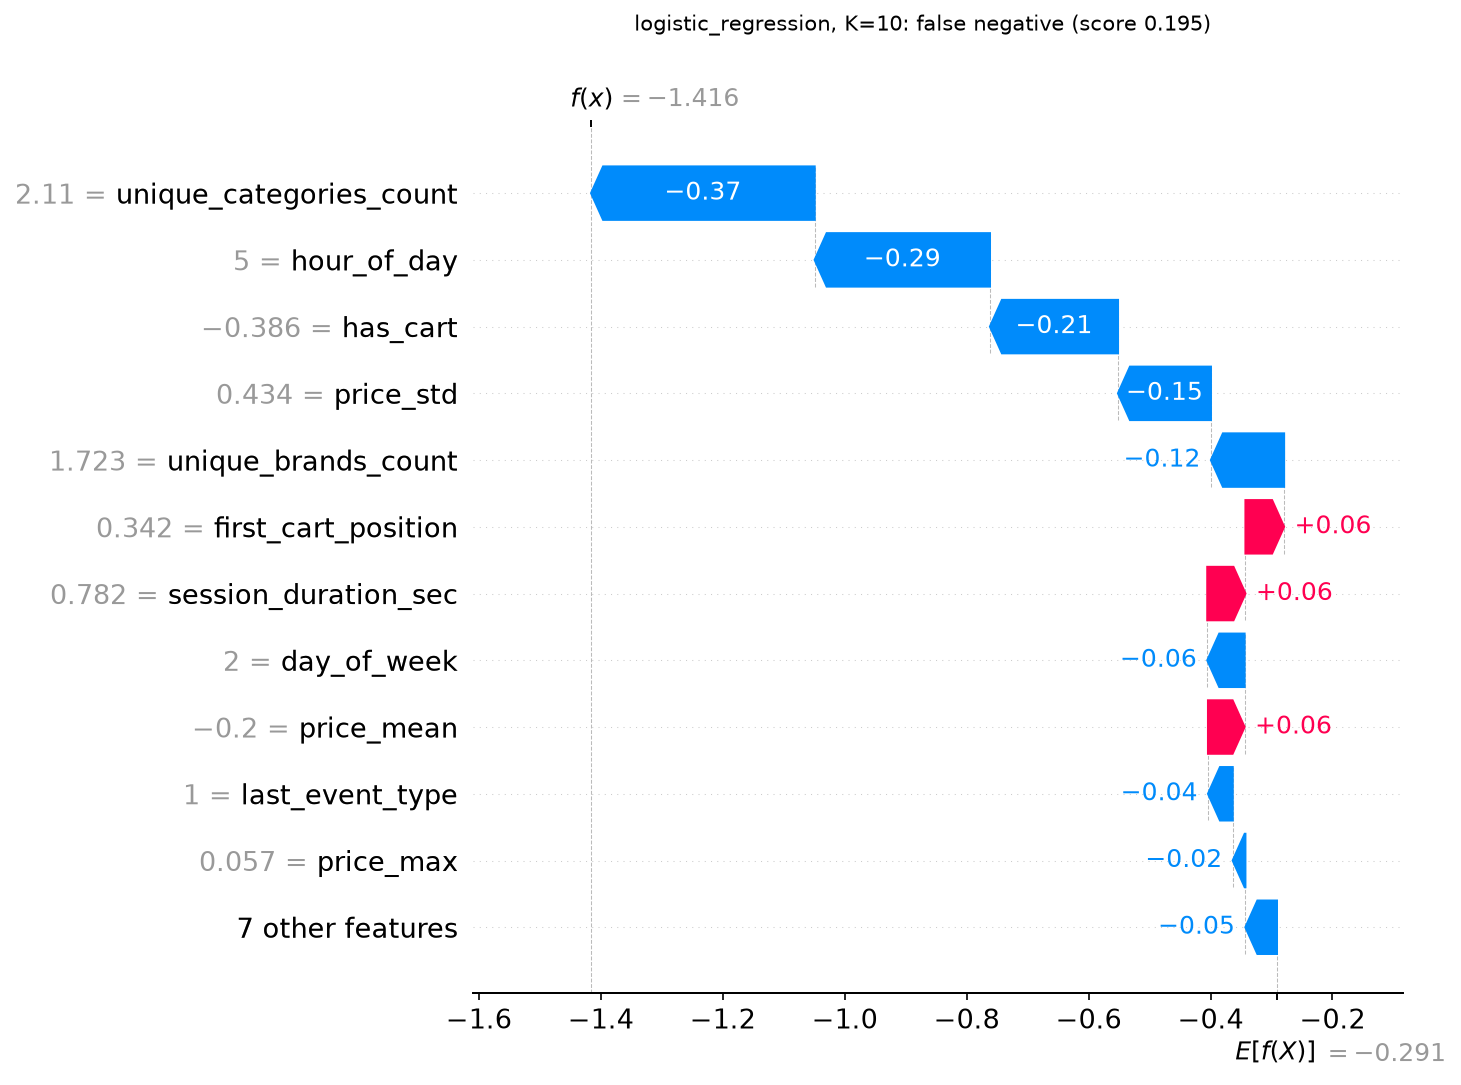 logistic_regression, K=10: false negative (score 0.195)
f(x) = −1.416
2.11 = unique_categories_count −0.37
5 = hour_of_day −0.29
−0.386 = has_cart −0.21
0.434 = price_std −0.15
1.723 = unique_brands_count −0.12
0.342 = first_cart_position +0.06
0.782 = session_duration_sec +0.06
2 = day_of_week −0.06
−0.2 = price_mean +0.06
1 = last_event_type −0.04
0.057 = price_max −0.02
7 other features −0.05
−1.6 −1.4 −1.2 −1.0 −0.8 −0.6 −0.4 −0.2
E[f(X)] = −0.291